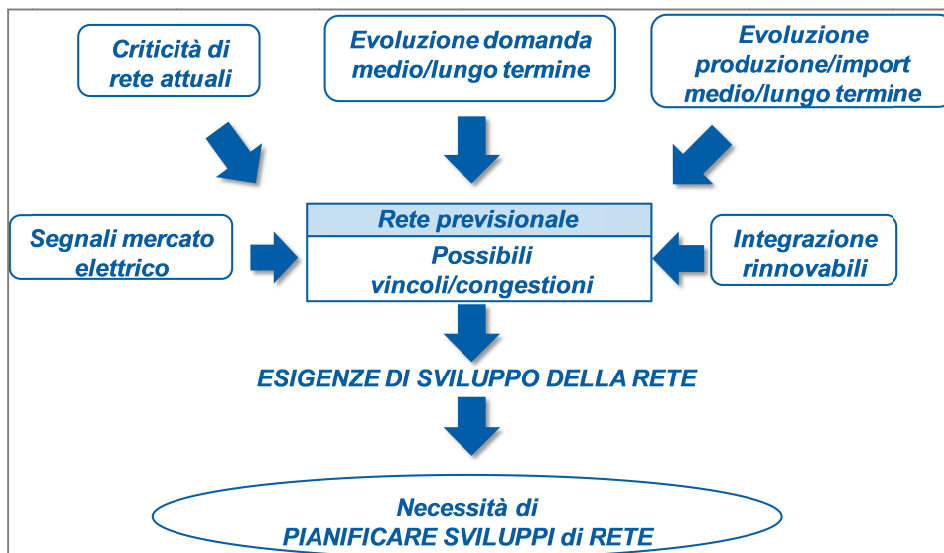 Criticità di
rete attuali
Evoluzione domanda
medio/lungo termine
Evoluzione
produzione/import
medio/lungo termine
Segnali mercato
elettrico
Rete previsionale
Possibili
vincoli/congestioni
Integrazione
rinnovabili
ESIGENZE DI SVILUPPO DELLA RETE
Necessità di
PIANIFICARE SVILUPPI di RETE